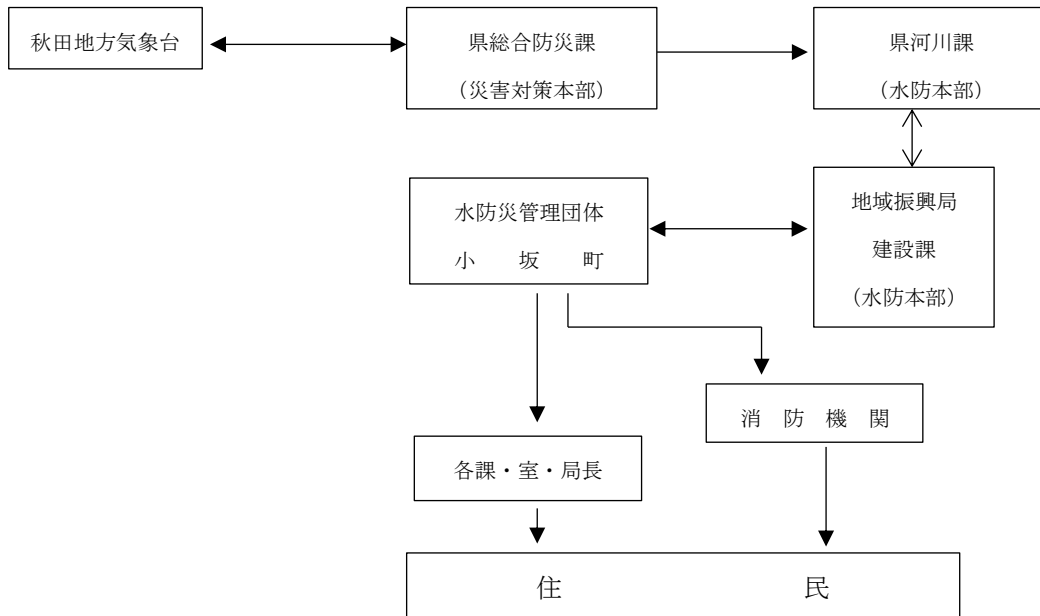 秋田地方気象台
県総合防災課
（災害対策本部）
県河川課
（水防本部）
水防災管理団体
小　坂　町
地域振興局
建設課
（水防本部）
消　防　機　関
各課・室・局長
住　　　民